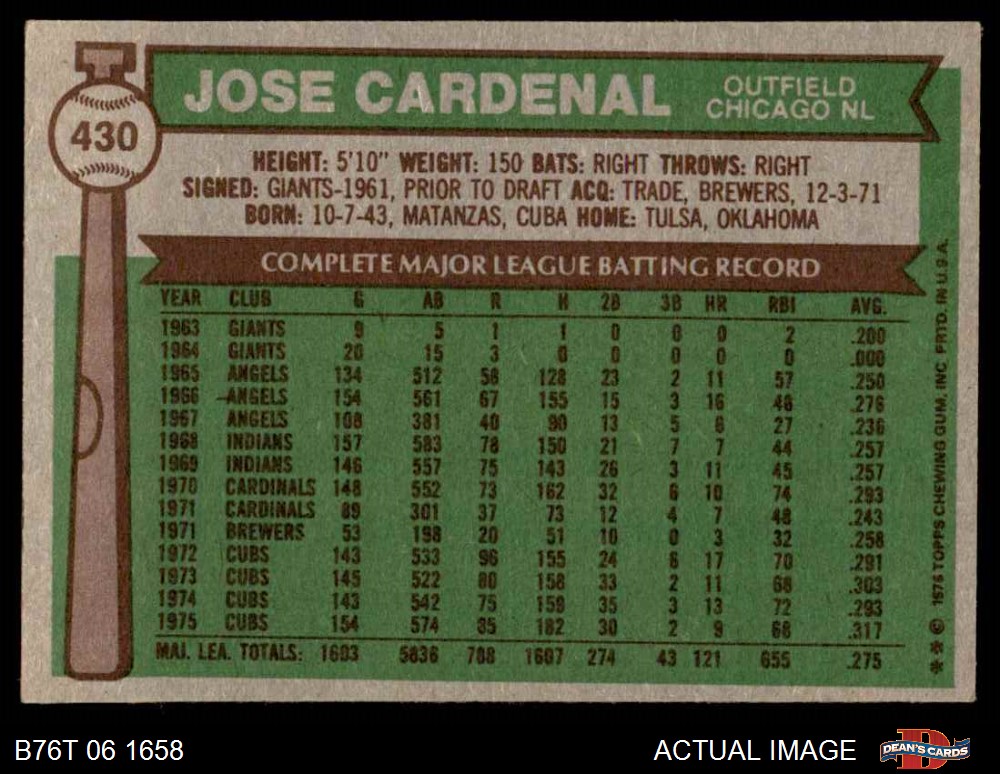 JOSE CARDENAL
OUTFIELD
CHICAGO NL
430
HEIGHT: 5'10" WEIGHT: 150 BATS: RIGHT THROWS: RIGHT
SIGNED: GIANTS-1961, PRIOR TO DRAFT ACQ: TRADE, BREWERS, 12-3-71
BORN: 10-7-43, MATANZAS, CUBA HOME: TULSA, OKLAHOMA
COMPLETE MAJOR LEAGUE BATTING RECORD
YEAR CLUB G AB R H 2B 3B HR RBI AVG.
1963 GIANTS 9 5 1 1 0 0 0 2 .200
1964 GIANTS 20 15 3 0 0 0 0 0 .000
1965 ANGELS 134 512 58 128 23 2 11 57 .250
1966 ANGELS 154 561 67 155 15 3 16 48 .276
1967 ANGELS 108 381 40 90 13 5 6 27 .236
1968 INDIANS 157 583 78 150 21 7 7 44 .257
1969 INDIANS 146 557 75 143 26 3 11 45 .257
1970 CARDINALS 148 552 73 162 32 6 10 74 .293
1971 CARDINALS 89 301 37 73 12 4 7 48 .243
1971 BREWERS 53 198 20 51 10 0 3 32 .258
1972 CUBS 143 533 96 155 24 6 17 70 .291
1973 CUBS 145 522 80 158 33 2 11 68 .303
1974 CUBS 143 542 75 159 35 3 13 72 .293
1975 CUBS 154 574 85 182 30 2 9 68 .317
MAJ. LEA. TOTALS: 1603 5836 788 1607 274 43 121 655 .275
** © 1976 TOPPS CHEWING GUM, INC. PRTD. IN U.S.A.
B76T 06 1658
ACTUAL IMAGE
DEAN'S CARDS